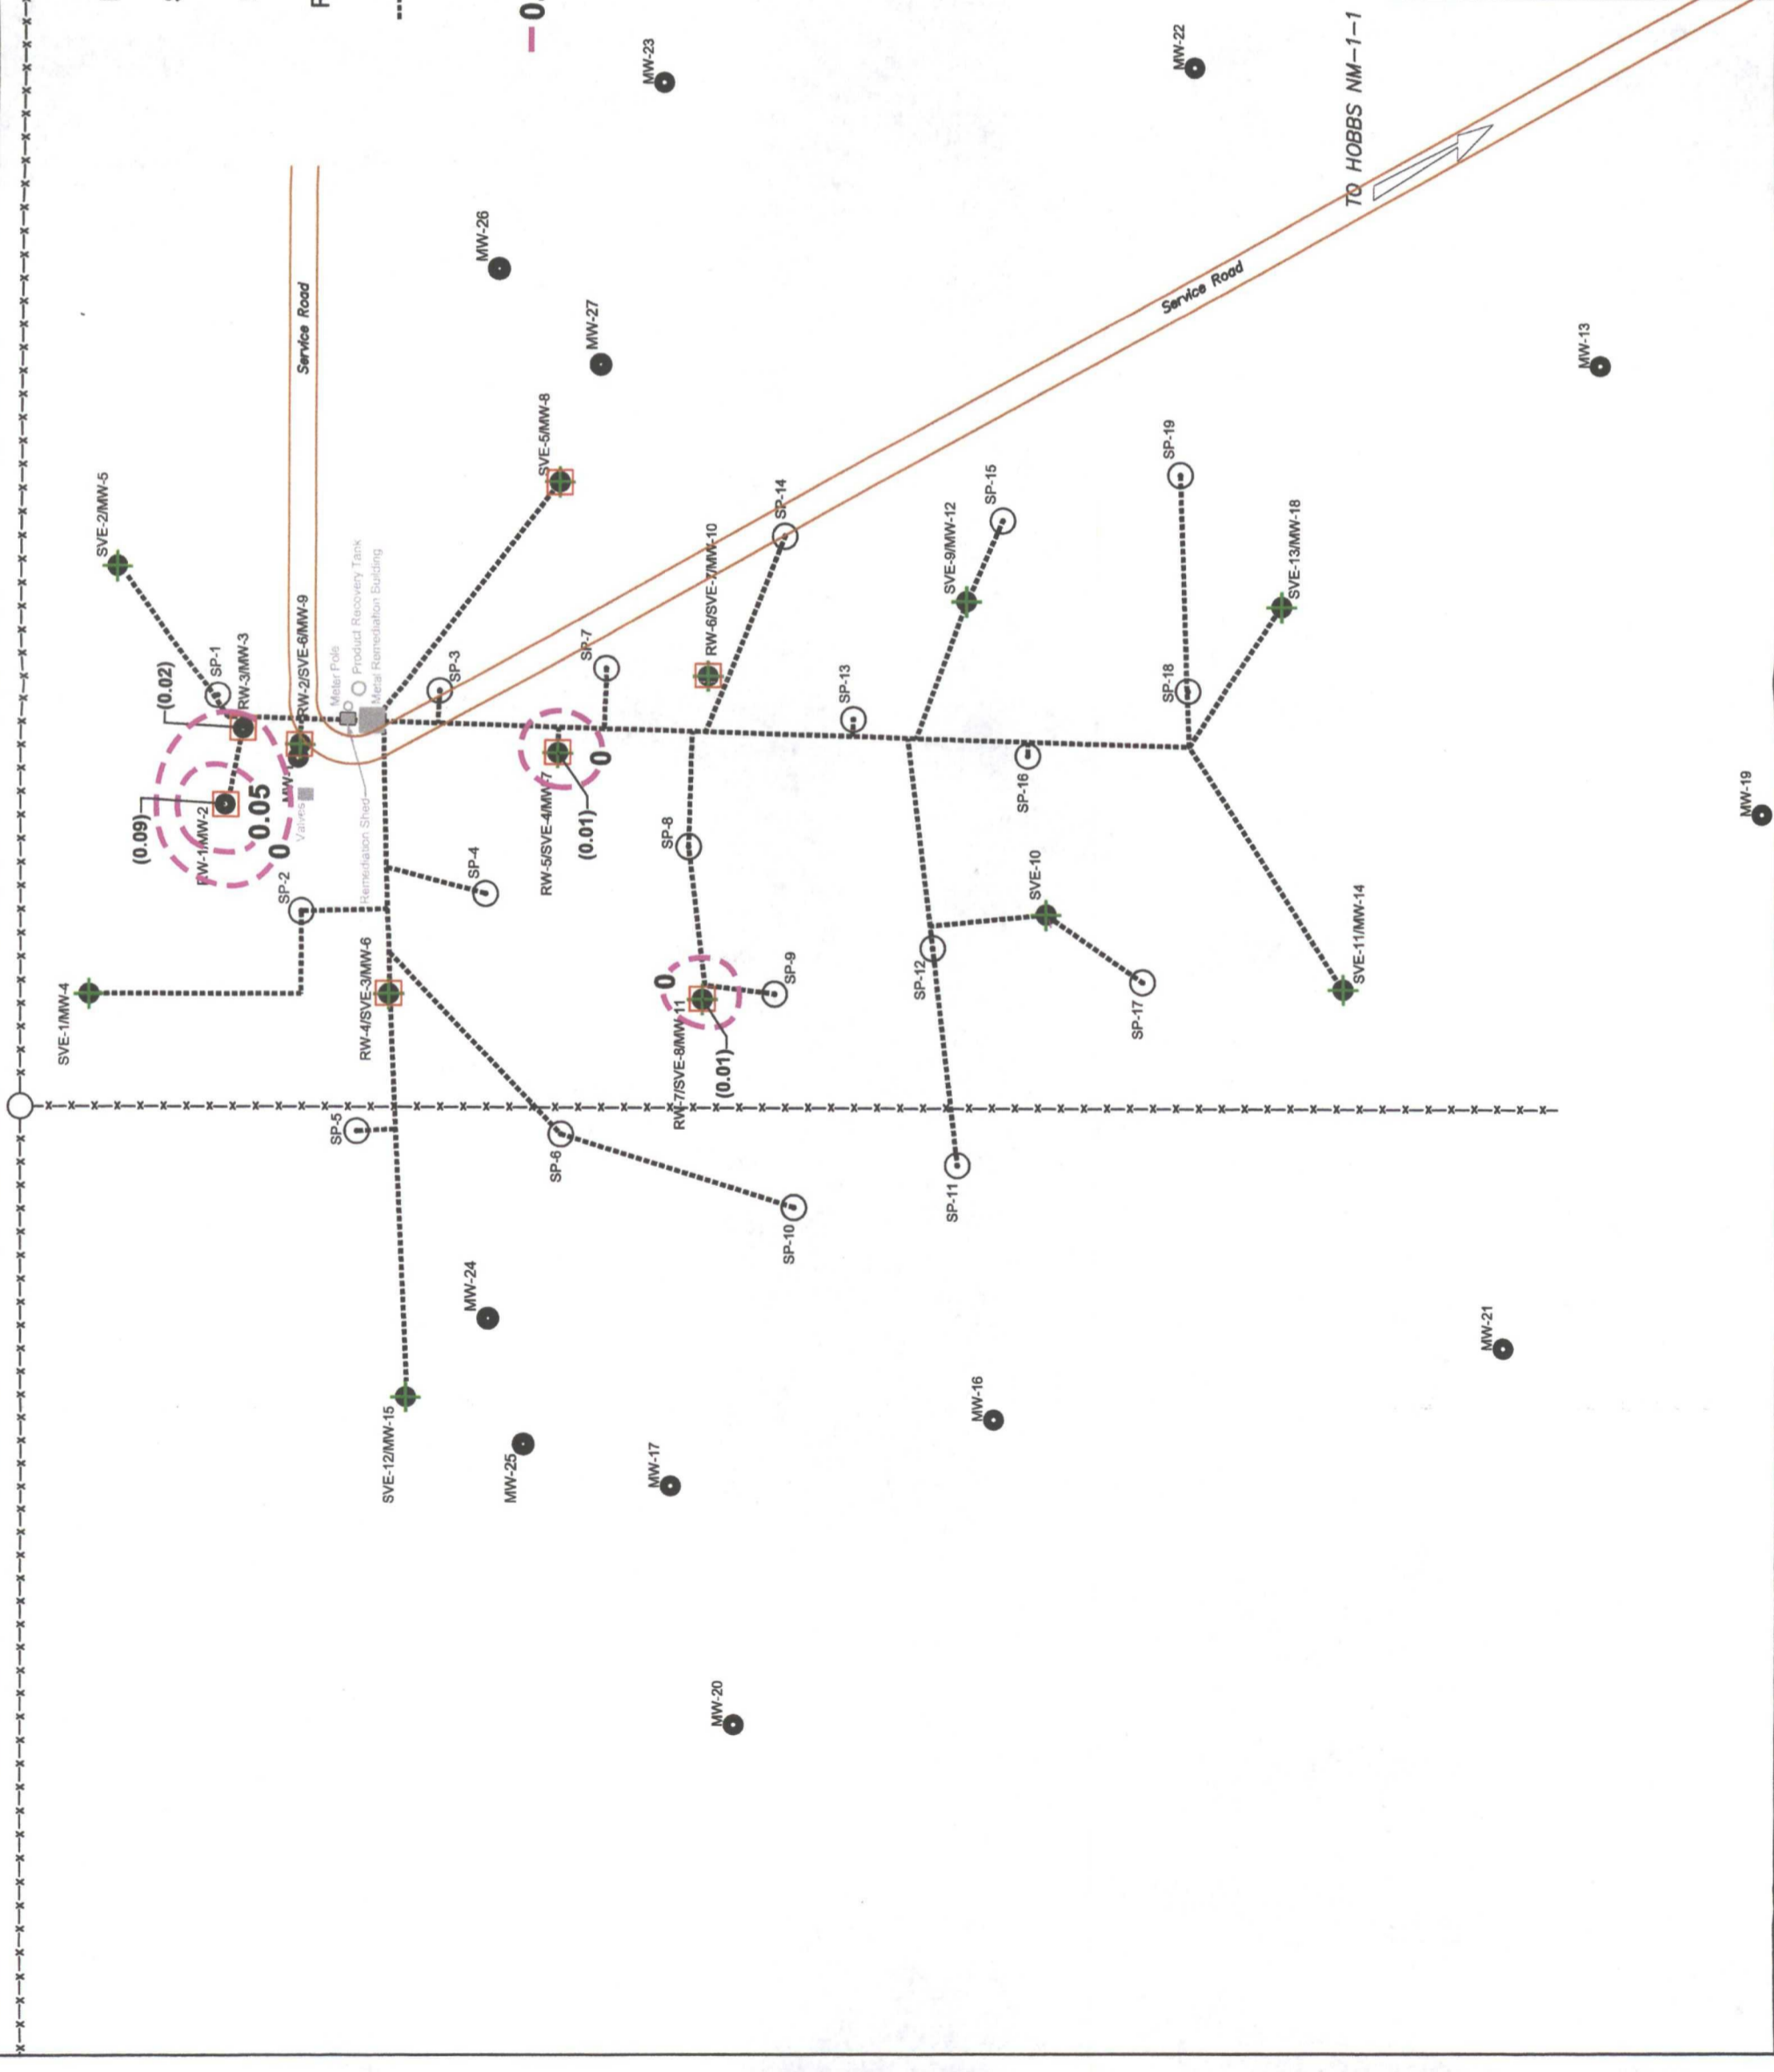 MW-23
MW-22
TO HOBBS NM-1-1
MW-26
MW-27
Service Road
Service Road
MW-13
SVE-5/MW-8
SVE-2/MW-5
SP-19
SP-14
SP-15
SVE-9/MW-12
SVE-13/MW-18
RW-6/SVE-7/MW-10
Product Recovery Tank
Metal Remediation Building
Meter Pole
RW-2/SVE-6/MW-9
SP-1
RW-3/MW-3
(0.02)
SP-3
SP-7
SP-13
SP-18
SP-16
MW-19
(0.09)
RW-1/MW-2
0.05
0
Valves
Remediation Shed
RW-5/SVE-4/MW-7
(0.01)
0
SP-8
SP-2
SP-4
SVE-10
SVE-11/MW-14
SP-12
SP-17
SP-9
0
RW-7/SVE-8/MW-11
(0.01)
SVE-1/MW-4
RW-4/SVE-3/MW-6
SP-5
SP-6
SP-11
SP-10
MW-24
MW-21
MW-16
SVE-12/MW-15
MW-25
MW-17
MW-20